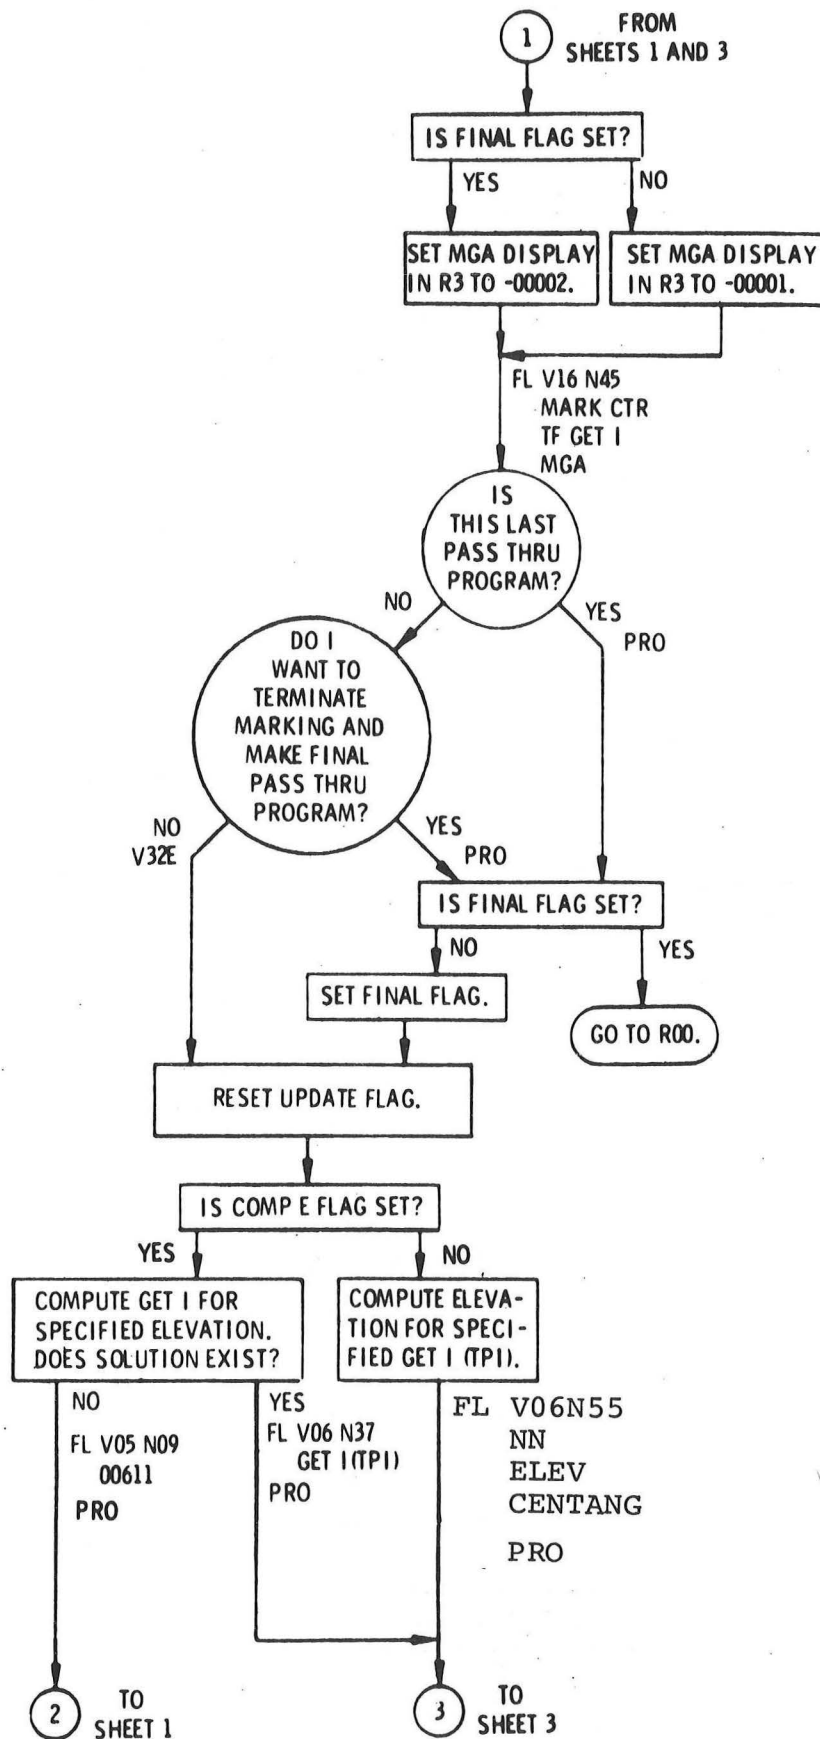 1
FROM
SHEETS 1 AND 3
IS FINAL FLAG SET?
YES
NO
SET MGA DISPLAY
IN R3 TO -00002.
SET MGA DISPLAY
IN R3 TO -00001.
FL V16 N45
MARK CTR
TF GET I
MGA
IS
THIS LAST
PASS THRU
PROGRAM?
NO
YES
PRO
DO I
WANT TO
TERMINATE
MARKING AND
MAKE FINAL
PASS THRU
PROGRAM?
NO
V32E
YES
PRO
IS FINAL FLAG SET?
NO
YES
SET FINAL FLAG.
GO TO R00.
RESET UPDATE FLAG.
IS COMP E FLAG SET?
YES
NO
COMPUTE GET I FOR
SPECIFIED ELEVATION.
DOES SOLUTION EXIST?
COMPUTE ELEVA-
TION FOR SPECI-
FIED GET I (TPI).
NO
FL V05 N09
00611
PRO
YES
FL V06 N37
GET I(TPI)
PRO
FL V06N55
NN
ELEV
CENTANG
PRO
2
TO
SHEET 1
3
TO
SHEET 3